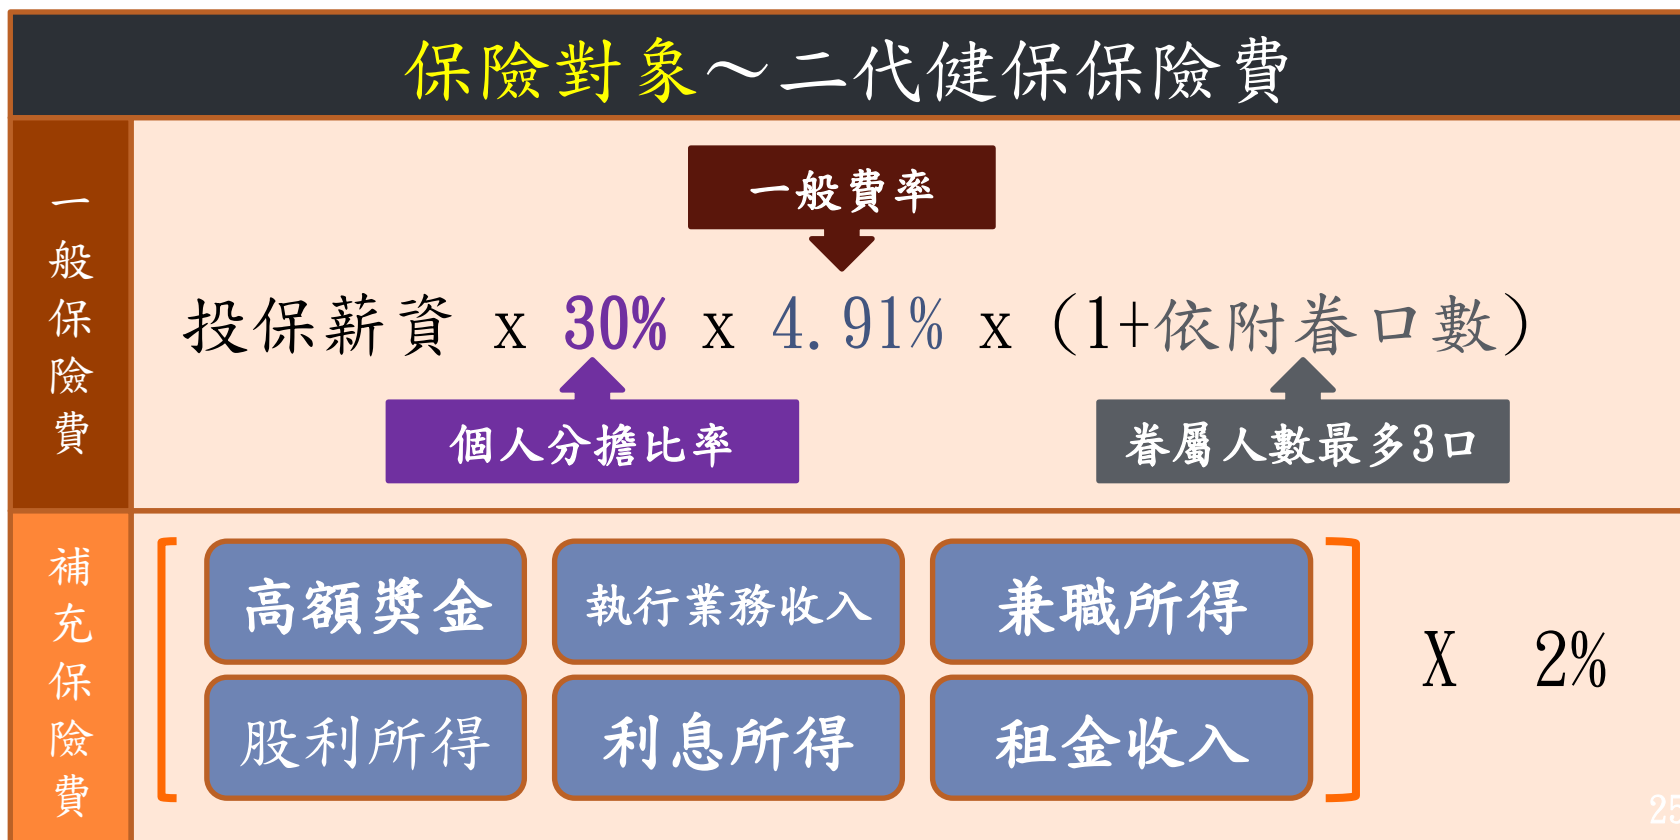 保險對象～二代健保保險費
一般保險費
一般費率
投保薪資 x 30% x 4.91% x (1+依附眷口數)
個人分擔比率
眷屬人數最多3口
補充保險費
高額獎金
執行業務收入
兼職所得
股利所得
利息所得
租金收入
X 2%
25